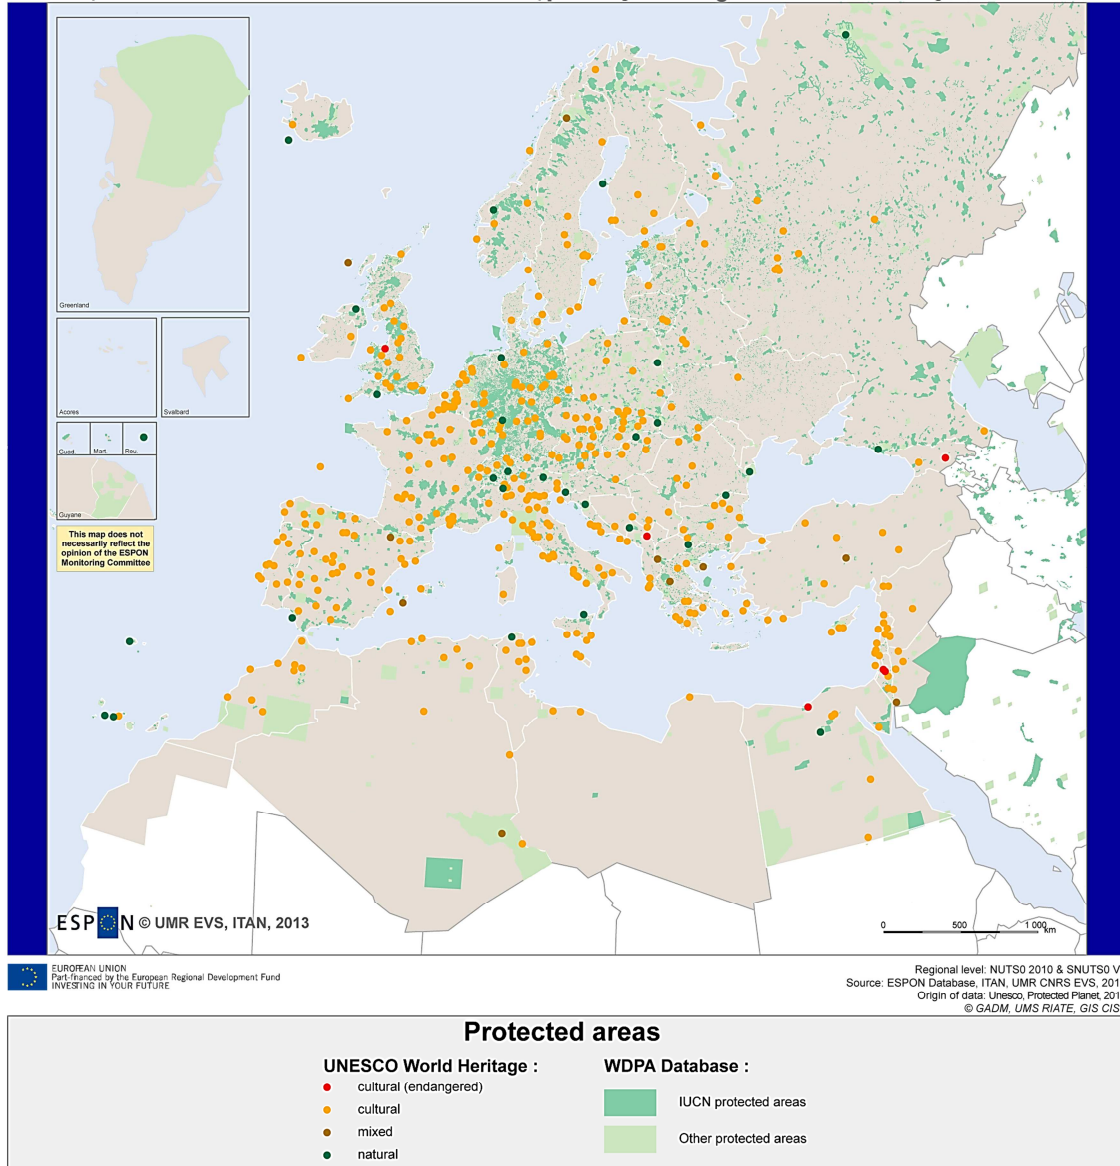 Greenland
Acores
Svalbard
Guad.
Mart.
Reu.
Guyane
This map does not
necessarily reflect the
opinion of the ESPON
Monitoring Committee
ESPON © UMR EVS, ITAN, 2013
0 500 1 000
km
EUROPEAN UNION
Part-financed by the European Regional Development Fund
INVESTING IN YOUR FUTURE
Regional level: NUTS0 2010 & SNUTS0 V
Source: ESPON Database, ITAN, UMR CNRS EVS, 201
Origin of data: Unesco, Protected Planet, 201
© GADM, UMS RIATE, GIS CIS
Protected areas
UNESCO World Heritage :
cultural (endangered)
cultural
mixed
natural
WDPA Database :
IUCN protected areas
Other protected areas